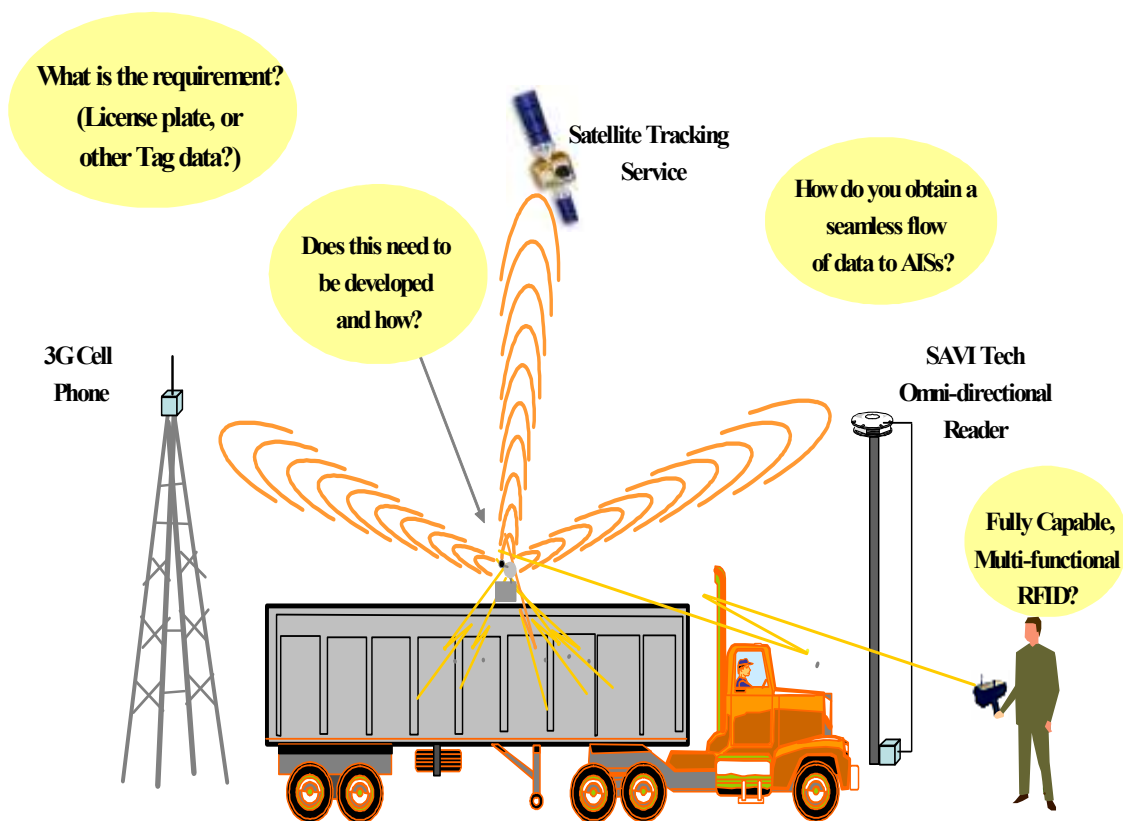 What is the requirement?
(License plate, or
other Tag data?)
Satellite Tracking
Service
How do you obtain a
seamless flow
of data to AISs?
Does this need to
be developed
and how?
3G Cell
Phone
SAVI Tech
Omni-directional
Reader
Fully Capable,
Multi-functional
RFID?